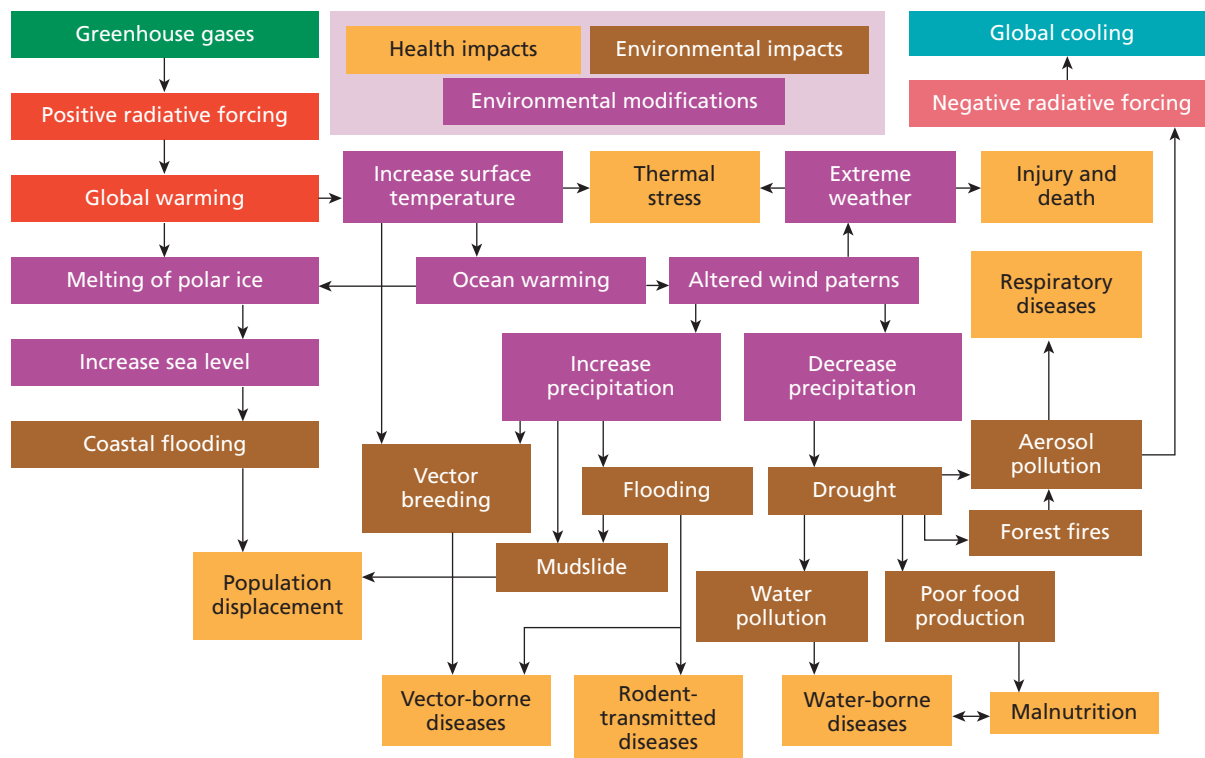 Greenhouse gases
Health impacts
Environmental impacts
Environmental modifications
Global cooling
Positive radiative forcing
Negative radiative forcing
Global warming
Increase surface
temperature
Thermal
stress
Extreme
weather
Injury and
death
Melting of polar ice
Ocean warming
Altered wind paterns
Respiratory
diseases
Increase sea level
Increase
precipitation
Decrease
precipitation
Coastal flooding
Vector
breeding
Flooding
Drought
Aerosol
pollution
Forest fires
Mudslide
Population
displacement
Water
pollution
Poor food
production
Vector-borne
diseases
Rodent-
transmitted
diseases
Water-borne
diseases
Malnutrition